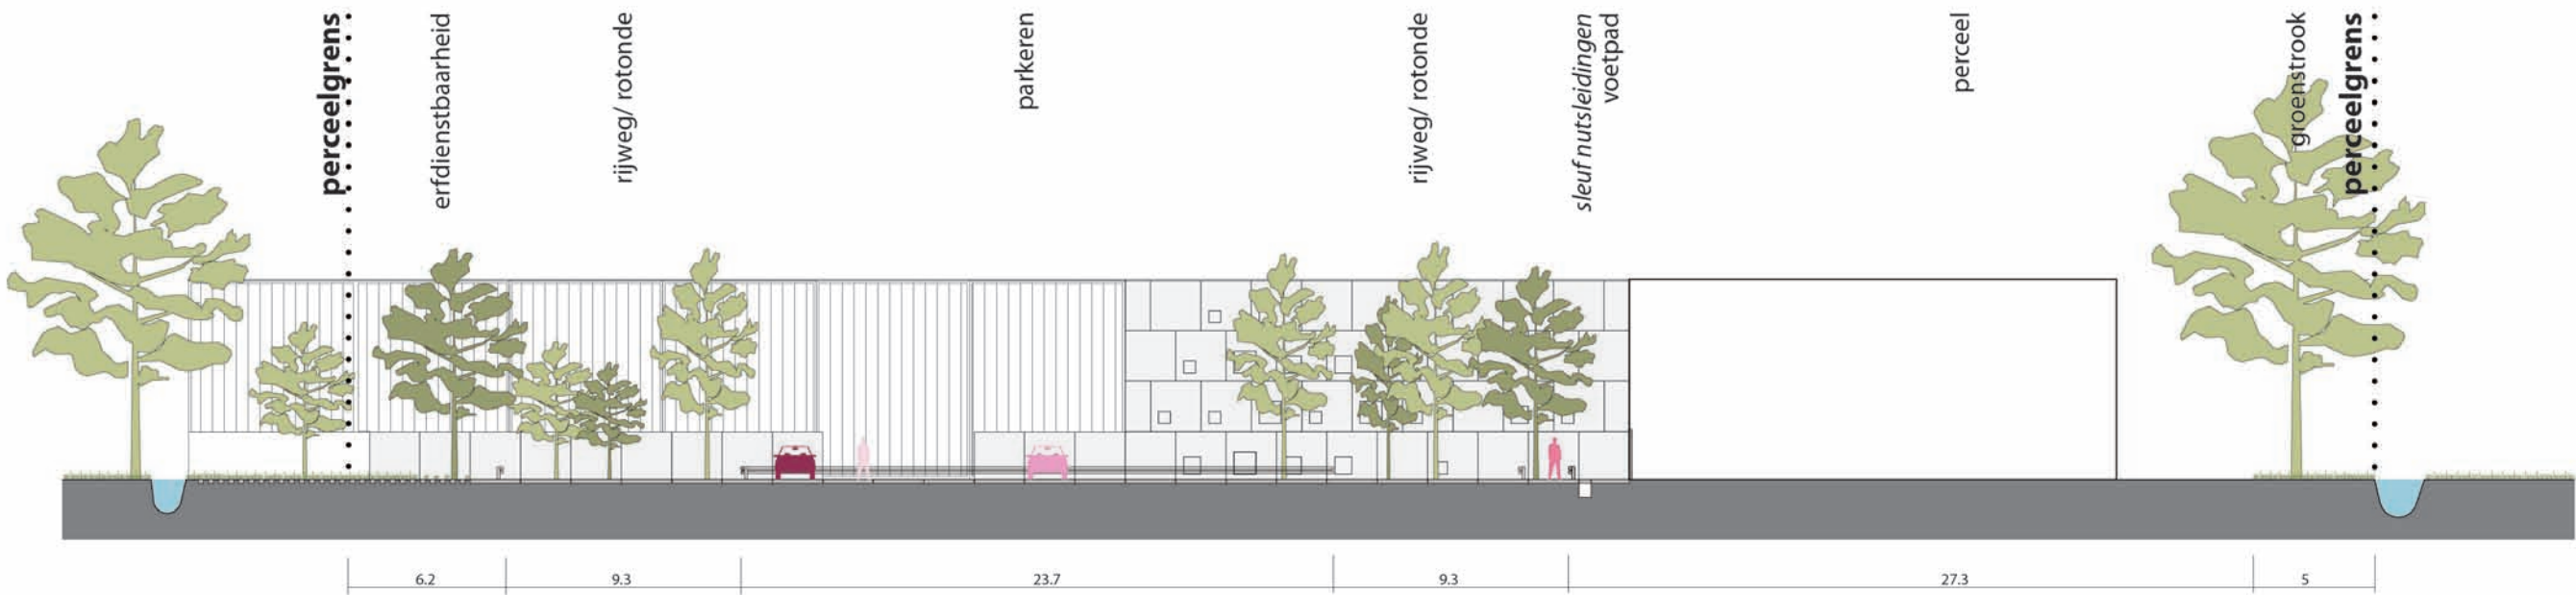 perceelgrens
erfdienstbaarheid
rijweg/ rotonde
parkeren
rijweg/ rotonde
sleuf nutsleidingen
voetpad
perceel
groenstrook
perceelgrens
6.2
9.3
23.7
9.3
27.3
5